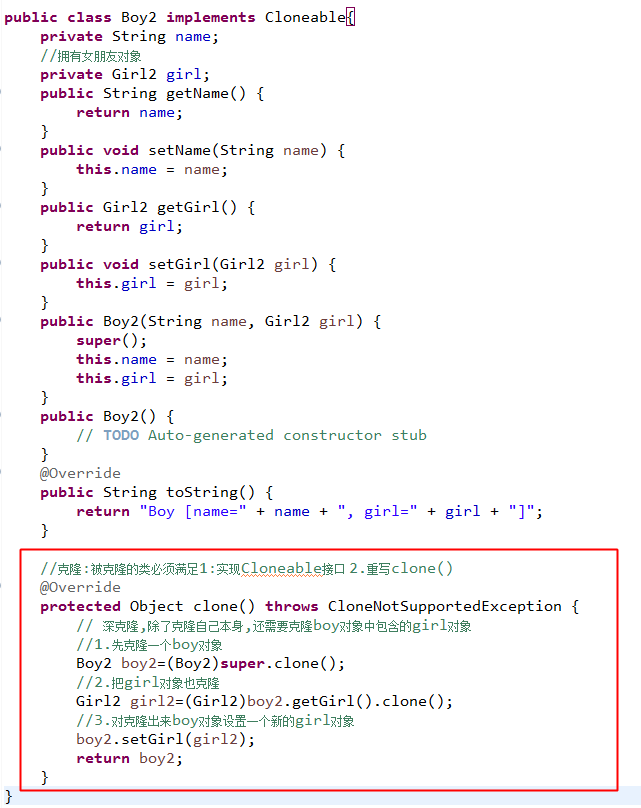 public class Boy2 implements Cloneable{
    private String name;
    //拥有女朋友对象
    private Girl2 girl;
    public String getName() {
        return name;
    }
    public void setName(String name) {
        this.name = name;
    }
    public Girl2 getGirl() {
        return girl;
    }
    public void setGirl(Girl2 girl) {
        this.girl = girl;
    }
    public Boy2(String name, Girl2 girl) {
        super();
        this.name = name;
        this.girl = girl;
    }
    public Boy2() {
        // TODO Auto-generated constructor stub
    }
    @Override
    public String toString() {
        return "Boy [name=" + name + ", girl=" + girl + "]";
    }
    //克隆:被克隆的类必须满足1:实现Cloneable接口 2.重写clone()
    @Override
    protected Object clone() throws CloneNotSupportedException {
        // 深克隆,除了克隆自己本身,还需要克隆boy对象中包含的girl对象
        //1.先克隆一个boy对象
        Boy2 boy2=(Boy2)super.clone();
        //2.把girl对象也克隆
        Girl2 girl2=(Girl2)boy2.getGirl().clone();
        //3.对克隆出来boy对象设置一个新的girl对象
        boy2.setGirl(girl2);
        return boy2;
    }
}